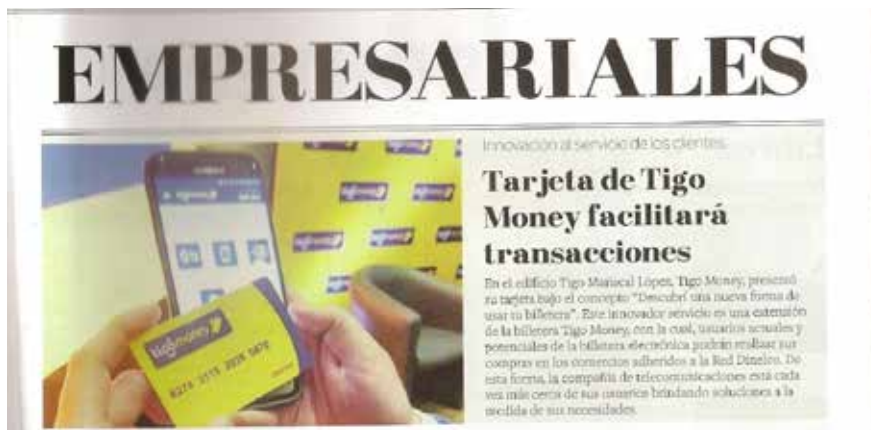 EMPRESARIALES
Innovación al servicio de los clientes.
Tarjeta de Tigo
Money facilitará
transacciones
En el edificio Tigo Mariscal López, Tigo Money, presentó
su tarjeta bajo el concepto "Descubrí una nueva forma de
usar tu billetera". Este innovador servicio es una extensión
de la billetera Tigo Money, con la cual, usuarios actuales y
potenciales de la billetera electrónica podrán realizar sus
compras en los comercios adheridos a la Red Dinelco. De
esta forma, la compañía de telecomunicaciones está cada
vez más cerca de sus usuarios brindando soluciones a la
medida de sus necesidades.
tigomoney